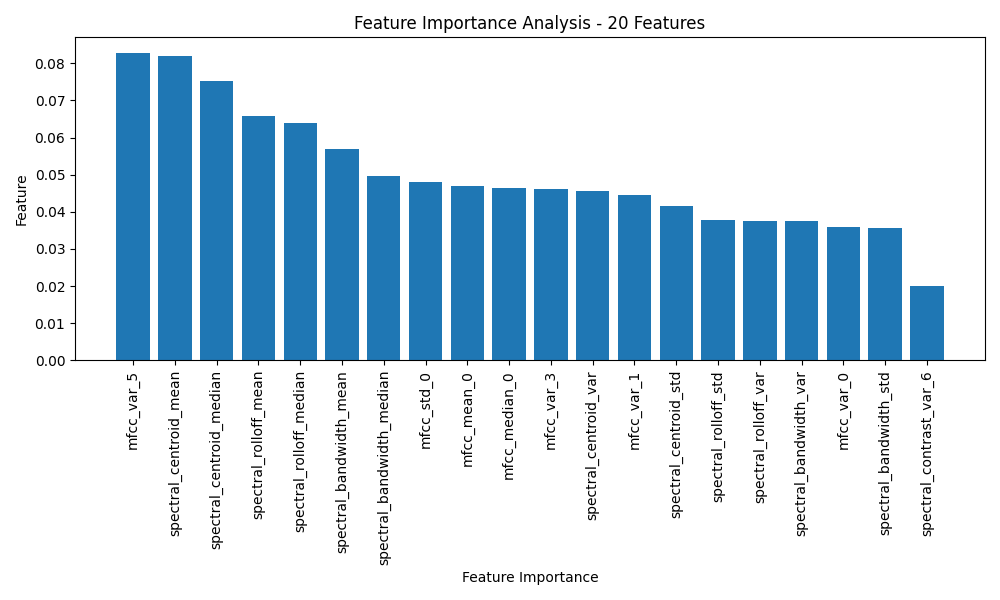 Feature Importance Analysis - 20 Features
Feature
0.08
0.07
0.06
0.05
0.04
0.03
0.02
0.01
0.00
mfcc_var_5
spectral_centroid_mean
spectral_centroid_median
spectral_rolloff_mean
spectral_rolloff_median
spectral_bandwidth_mean
spectral_bandwidth_median
mfcc_std_0
mfcc_mean_0
mfcc_median_0
mfcc_var_3
spectral_centroid_var
mfcc_var_1
spectral_centroid_std
spectral_rolloff_std
spectral_rolloff_var
spectral_bandwidth_var
mfcc_var_0
spectral_bandwidth_std
spectral_contrast_var_6
Feature Importance